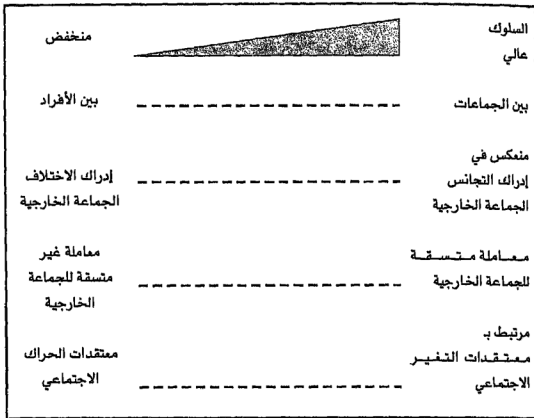 السلوك
عالي
منخفض
بين الجماعات
بين الأفراد
منعكس في
إدراك التجانس
الجماعة الخارجية
إدراك الاختلاف
الجماعة الخارجية
معاملة متسقة
للجماعة الخارجية
معاملة غير
متسقة للجماعة
الخارجية
مرتبط بـ
معتقدات التغير
الاجتماعي
معتقدات الحراك
الاجتماعي